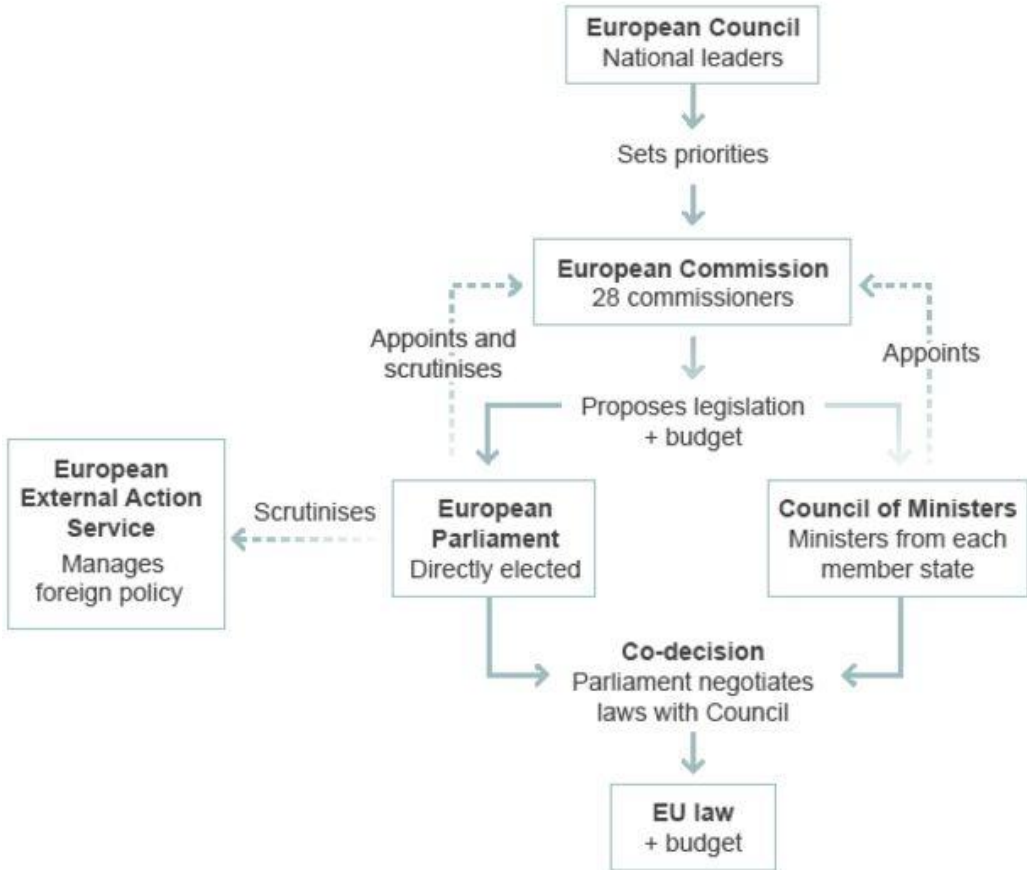 European Council
National leaders
Sets priorities
European Commission
28 commissioners
Appoints and
scrutinises
Appoints
Proposes legislation
+ budget
European
External Action
Service
Manages
foreign policy
Scrutinises
European
Parliament
Directly elected
Council of Ministers
Ministers from each
member state
Co-decision
Parliament negotiates
laws with Council
EU law
+ budget